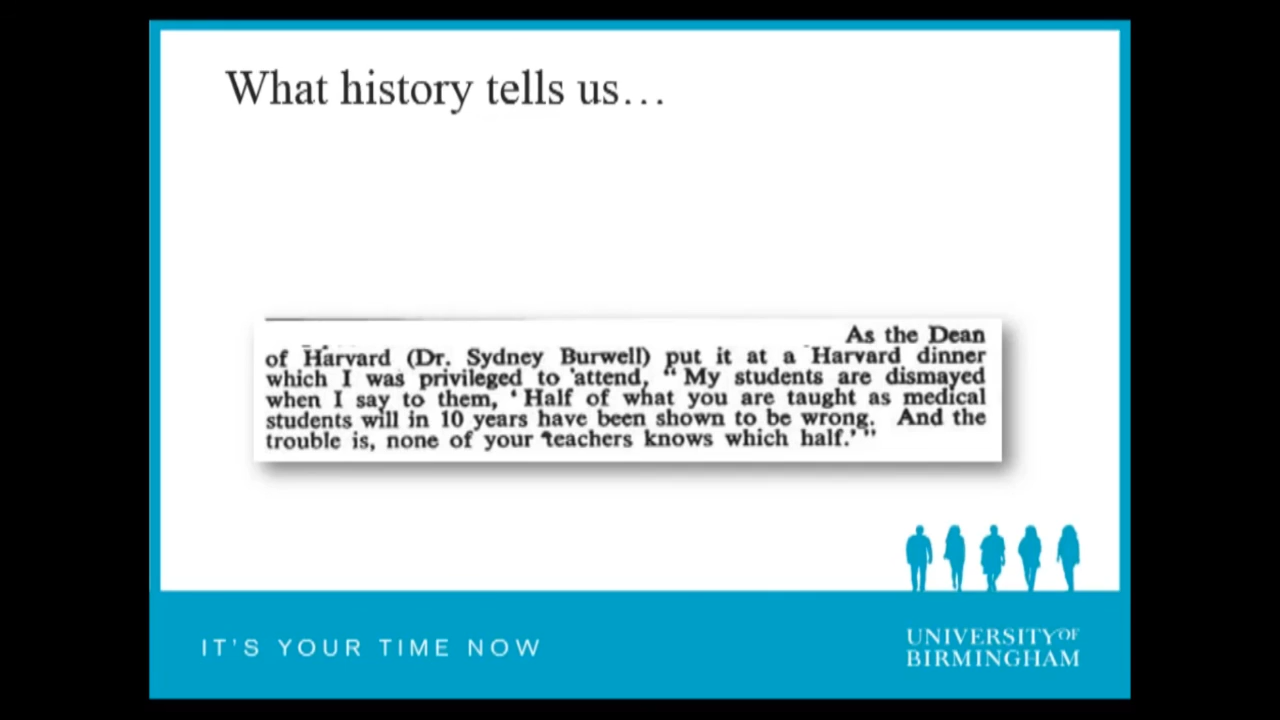 What history tells us…
As the Dean
of Harvard (Dr. Sydney Burwell) put it at a Harvard dinner
which I was privileged to attend, “My students are dismayed
when I say to them, ‘Half of what you are taught as medical
students will in 10 years have been shown to be wrong. And the
trouble is, none of your teachers knows which half.’”
IT'S YOUR TIME NOW
UNIVERSITY OF
BIRMINGHAM